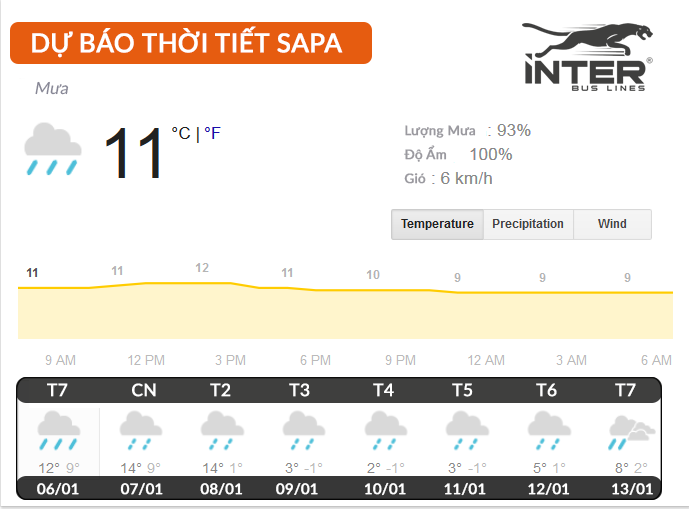 DỰ BÁO THỜI TIẾT SAPA
INTER®
BUS LINES
Mưa
11 °C | °F
Lượng Mưa : 93%
Độ Ẩm 100%
Gió : 6 km/h
Temperature Precipitation Wind
11 11 12 11 10 9 9 9
9 AM 12 PM 3 PM 6 PM 9 PM 12 AM 3 AM 6 AM
T7 CN T2 T3 T4 T5 T6 T7
12° 9° 14° 9° 14° 1° 3° -1° 2° -1° 3° -1° 5° 1° 8° 2°
06/01 07/01 08/01 09/01 10/01 11/01 12/01 13/01